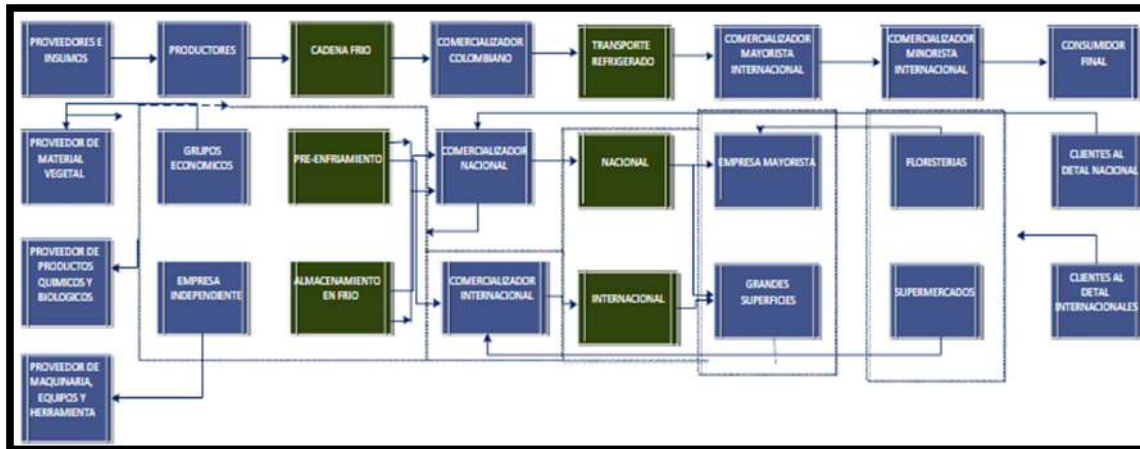 PROVEEDORES E
INSUMOS
PRODUCTORES
CADENA FRIO
COMERCIALIZADOR
COLOMBIANO
TRANSPORTE
REFRIGERADO
COMERCIALIZADOR
MAYORISTA
INTERNACIONAL
COMERCIALIZADOR
MINORISTA
INTERNACIONAL
CONSUMIDOR
FINAL
PROVEEDOR DE
MATERIAL
VEGETAL
GRUPOS
ECONOMICOS
PRE-ENFRIAMIENTO
COMERCIALIZADOR
NACIONAL
NACIONAL
EMPRESA MAYORISTA
FLORISTERIAS
CLIENTES AL
DETAL NACIONAL
PROVEEDOR DE
PRODUCTOS
QUIMICOS Y
BIOLOGICOS
EMPRESA
INDEPENDIENTE
ALMACENAMIENTO
EN FRIO
COMERCIALIZADOR
INTERNACIONAL
INTERNACIONAL
GRANDES
SUPERFICIES
SUPERMERCADOS
CLIENTES AL
DETAL
INTERNACIONALES
PROVEEDOR DE
MAQUINARIA,
EQUIPOS Y
HERRAMIENTA